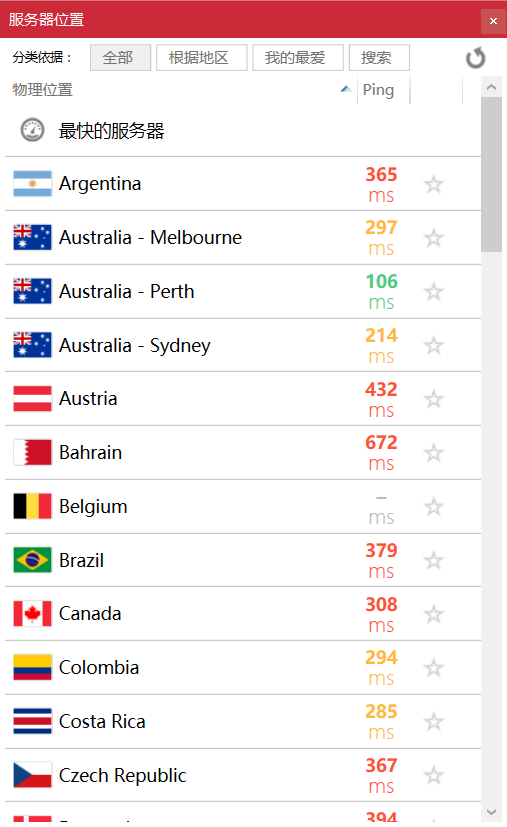 服务器位置
分类依据：
全部
根据地区
我的最爱
搜索
物理位置
Ping
最快的服务器
Argentina
365
ms
Australia - Melbourne
297
ms
Australia - Perth
106
ms
Australia - Sydney
214
ms
Austria
432
ms
Bahrain
672
ms
Belgium
–
ms
Brazil
379
ms
Canada
308
ms
Colombia
294
ms
Costa Rica
285
ms
Czech Republic
367
ms
394